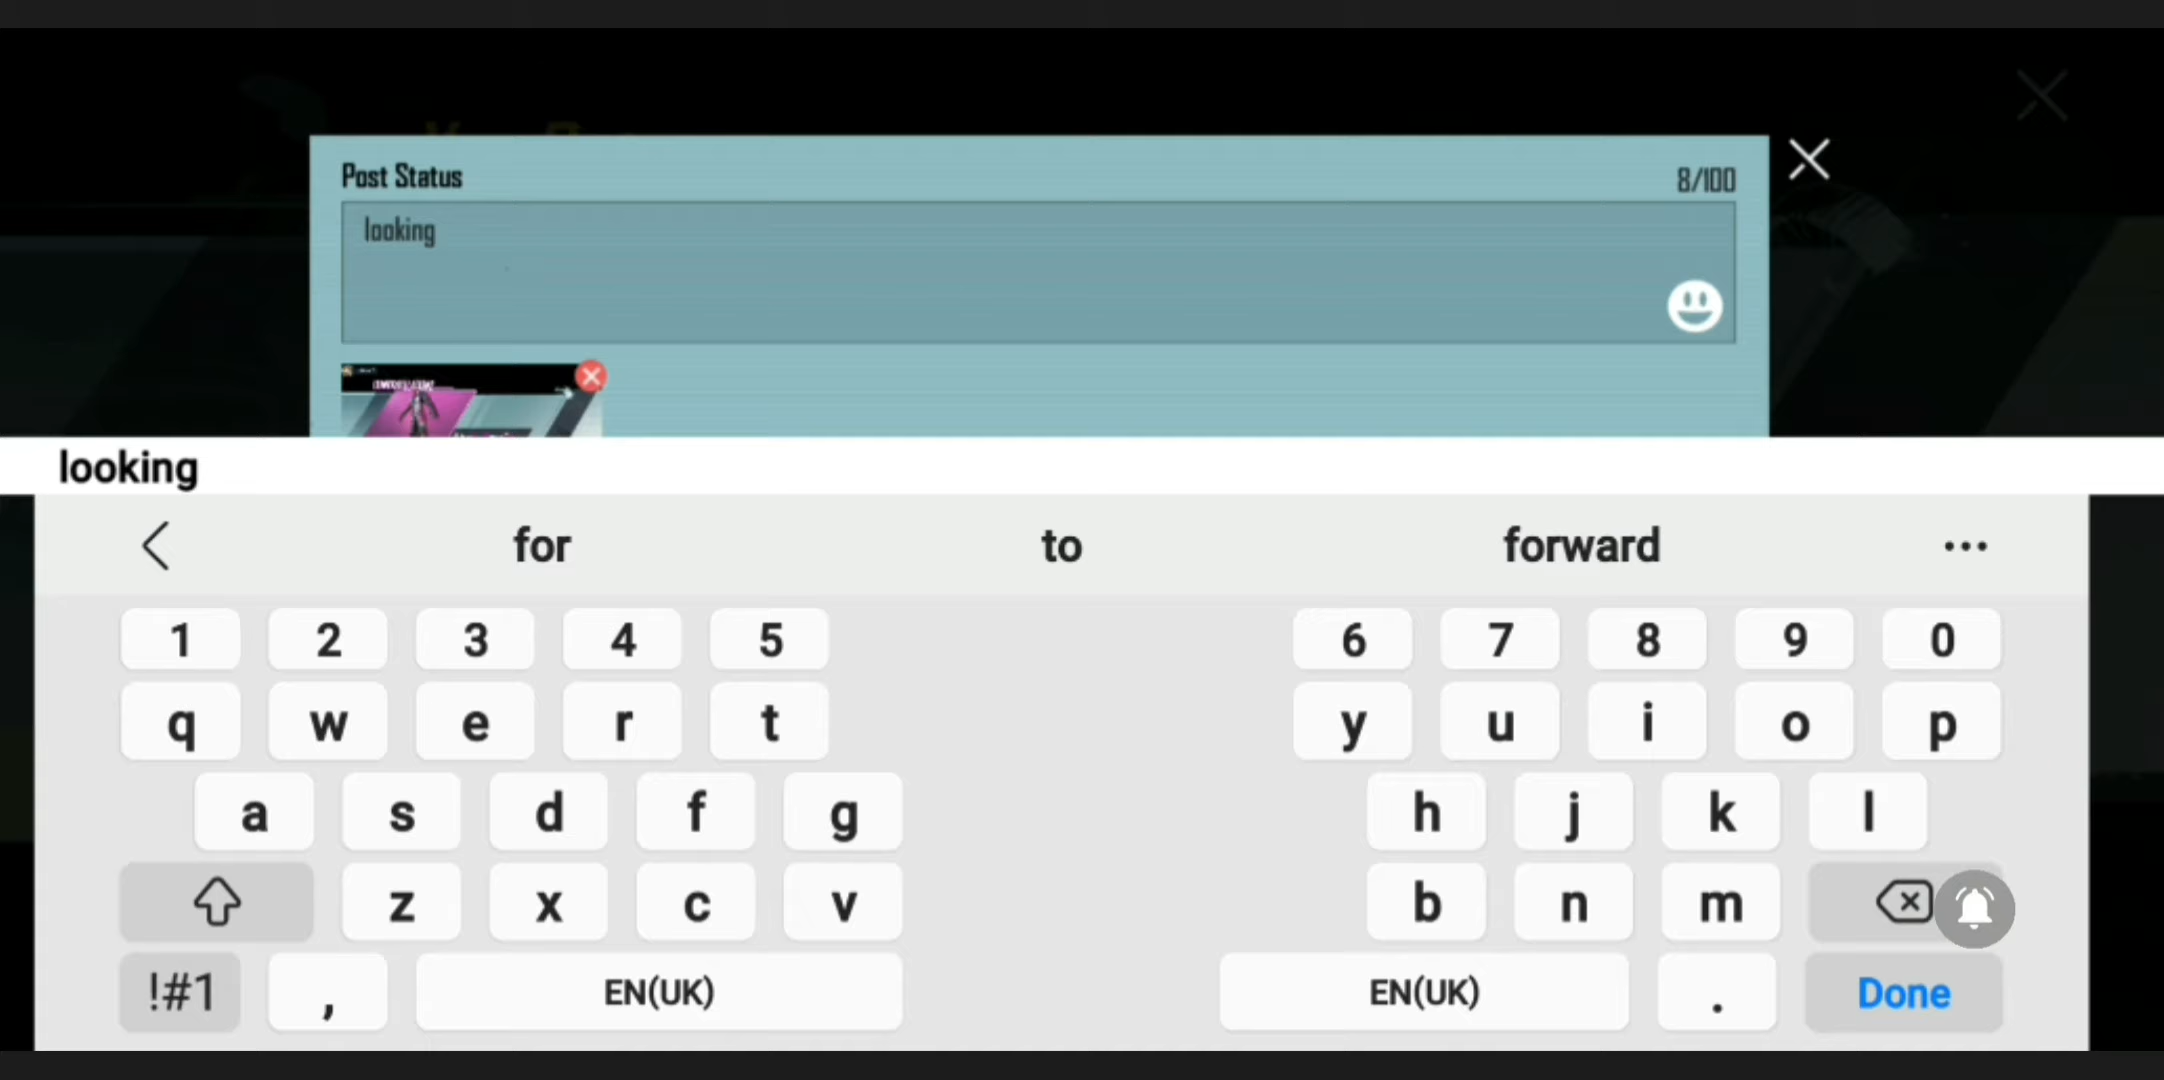 Post Status
8/100
looking
looking
for to forward ...
1 2 3 4 5 6 7 8 9 0
q w e r t y u i o p
a s d f g h j k l
z x c v b n m
!#1 , EN(UK) EN(UK) . Done